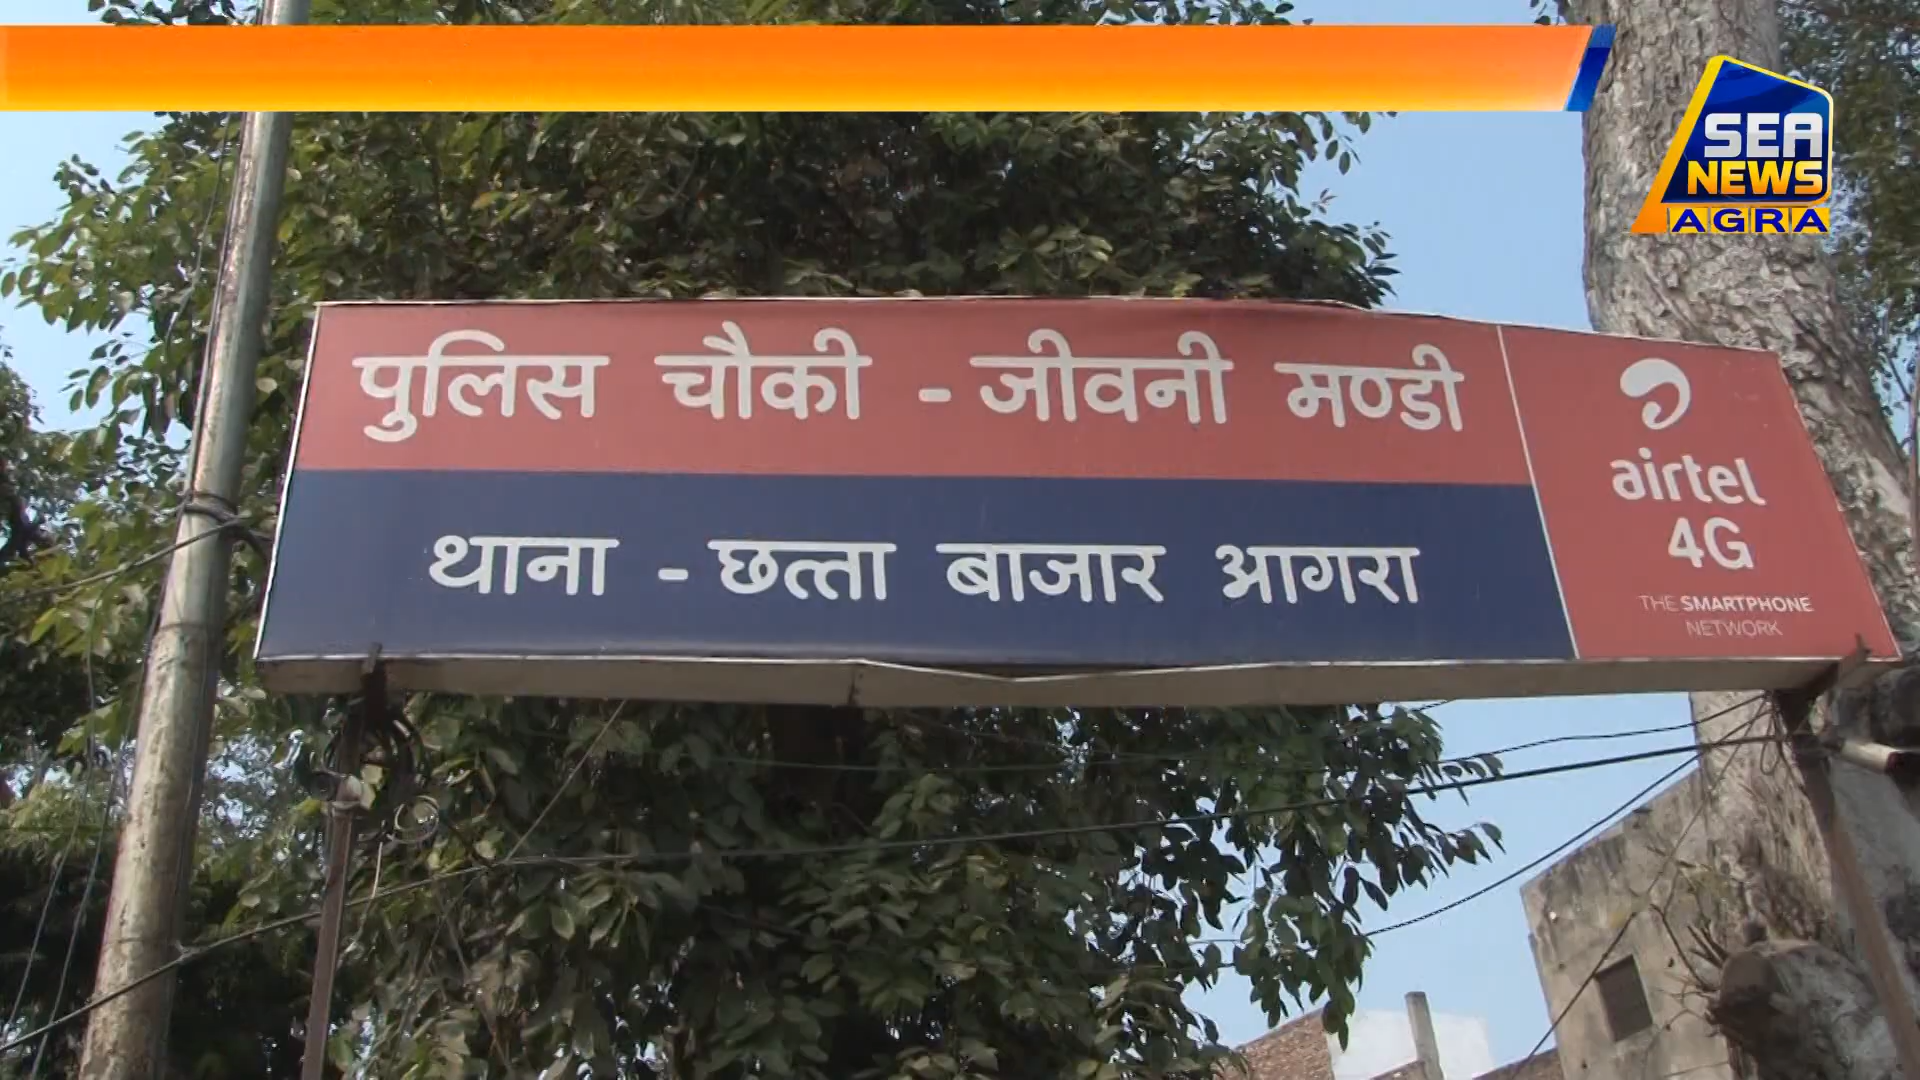 SEA
NEWS
AGRA
पुलिस चौकी - जीवनी मण्डी
थाना - छत्ता बाजार आगरा
airtel
4G
THE SMARTPHONE
NETWORK